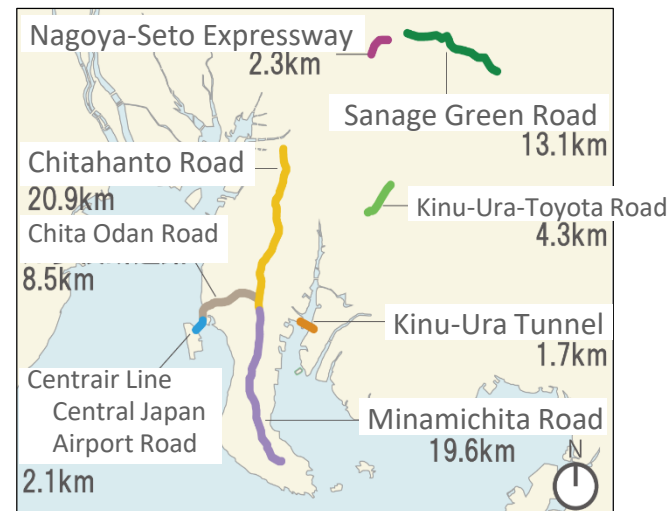 Nagoya-Seto Expressway
2.3km
Sanage Green Road
13.1km
Chitahanto Road
20.9km
Kinu-Ura-Toyota Road
4.3km
Chita Odan Road
8.5km
Kinu-Ura Tunnel
1.7km
Centrair Line
Central Japan
Airport Road
2.1km
Minamichita Road
19.6km
N